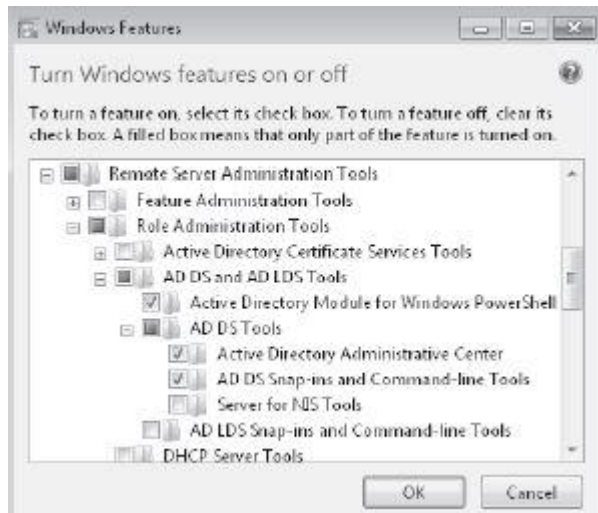 Windows Features
Turn Windows features on or off
To turn a feature on, select its check box. To turn a feature off, clear its
check box. A filled box means that only part of the feature is turned on.
Remote Server Administration Tools
Feature Administration Tools
Role Administration Tools
Active Directory Certificate Services Tools
AD DS and AD LDS Tools
Active Directory Module for Windows PowerShell
AD DS Tools
Active Directory Administrative Center
AD DS Snap-ins and Command-line Tools
Server for NIS Tools
AD LDS Snap-ins and Command-line Tools
DHCP Server Tools
OK Cancel